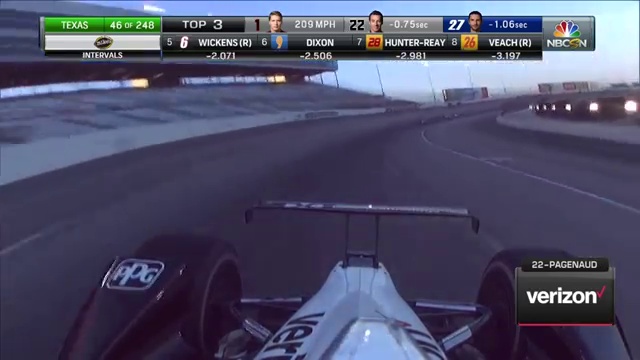 TEXAS 46 OF 248 TOP 3 1 209 MPH 22 -0.75sec 27 -1.06sec
INTERVALS 5 6 WICKENS (R) 6 9 DIXON 7 28 HUNTER-REAY 8 26 VEACH (R) NBCSN
-2.071 -2.506 -2.981 -3.197
22-PAGENAUD
verizon✓
PPG
Veri